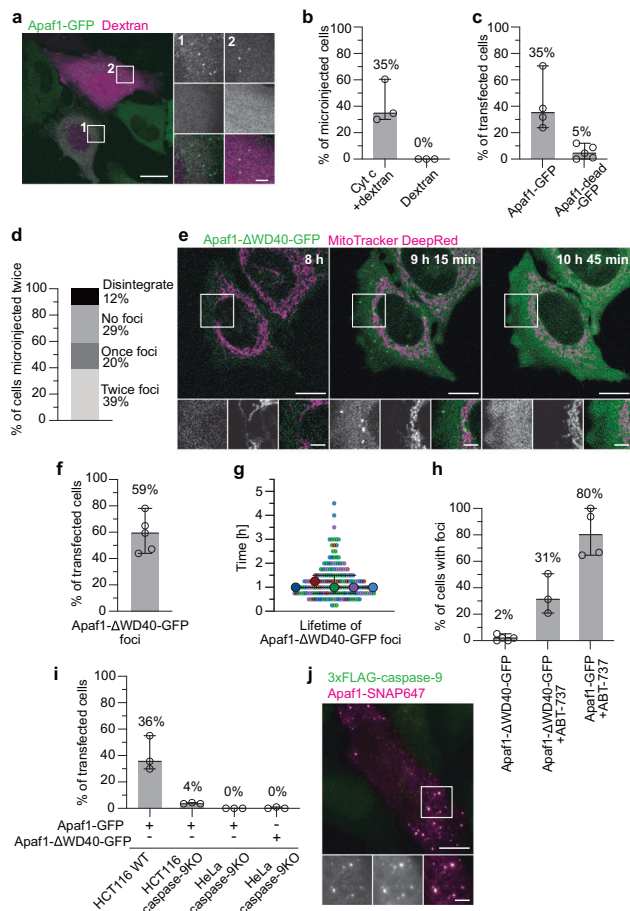 a
Apaf1-GFP Dextran
1
2
2
1
b
% of microinjected cells
100
80
60
40
20
0
35%
0%
Cyt c
+dextran
Dextran
c
% of transfected cells
100
80
60
40
20
0
35%
5%
Apaf1-GFP
Apaf1-dead
-GFP
d
% of cells microinjected twice
100
80
60
40
20
0
Disintegrate
12%
No foci
29%
Once foci
20%
Twice foci
39%
e
Apaf1-ΔWD40-GFP MitoTracker DeepRed
8 h
9 h 15 min
10 h 45 min
f
% of transfected cells
100
80
60
40
20
0
59%
Apaf1-ΔWD40-GFP
foci
g
Time [h]
5
4
3
2
1
0
Lifetime of
Apaf1-ΔWD40-GFP foci
h
% of cells with foci
100
80
60
40
20
0
2%
31%
80%
Apaf1-ΔWD40-GFP
Apaf1-ΔWD40-GFP
+ABT-737
Apaf1-GFP
+ABT-737
i
% of transfected cells
100
80
60
40
20
0
36%
4%
0%
0%
Apaf1-GFP + + + -
Apaf1-ΔWD40-GFP - - - +
HCT116 WT
HCT116
caspase-9KO
HeLa
caspase-9KO
HeLa
caspase-9KO
j
3xFLAG-caspase-9
Apaf1-SNAP647